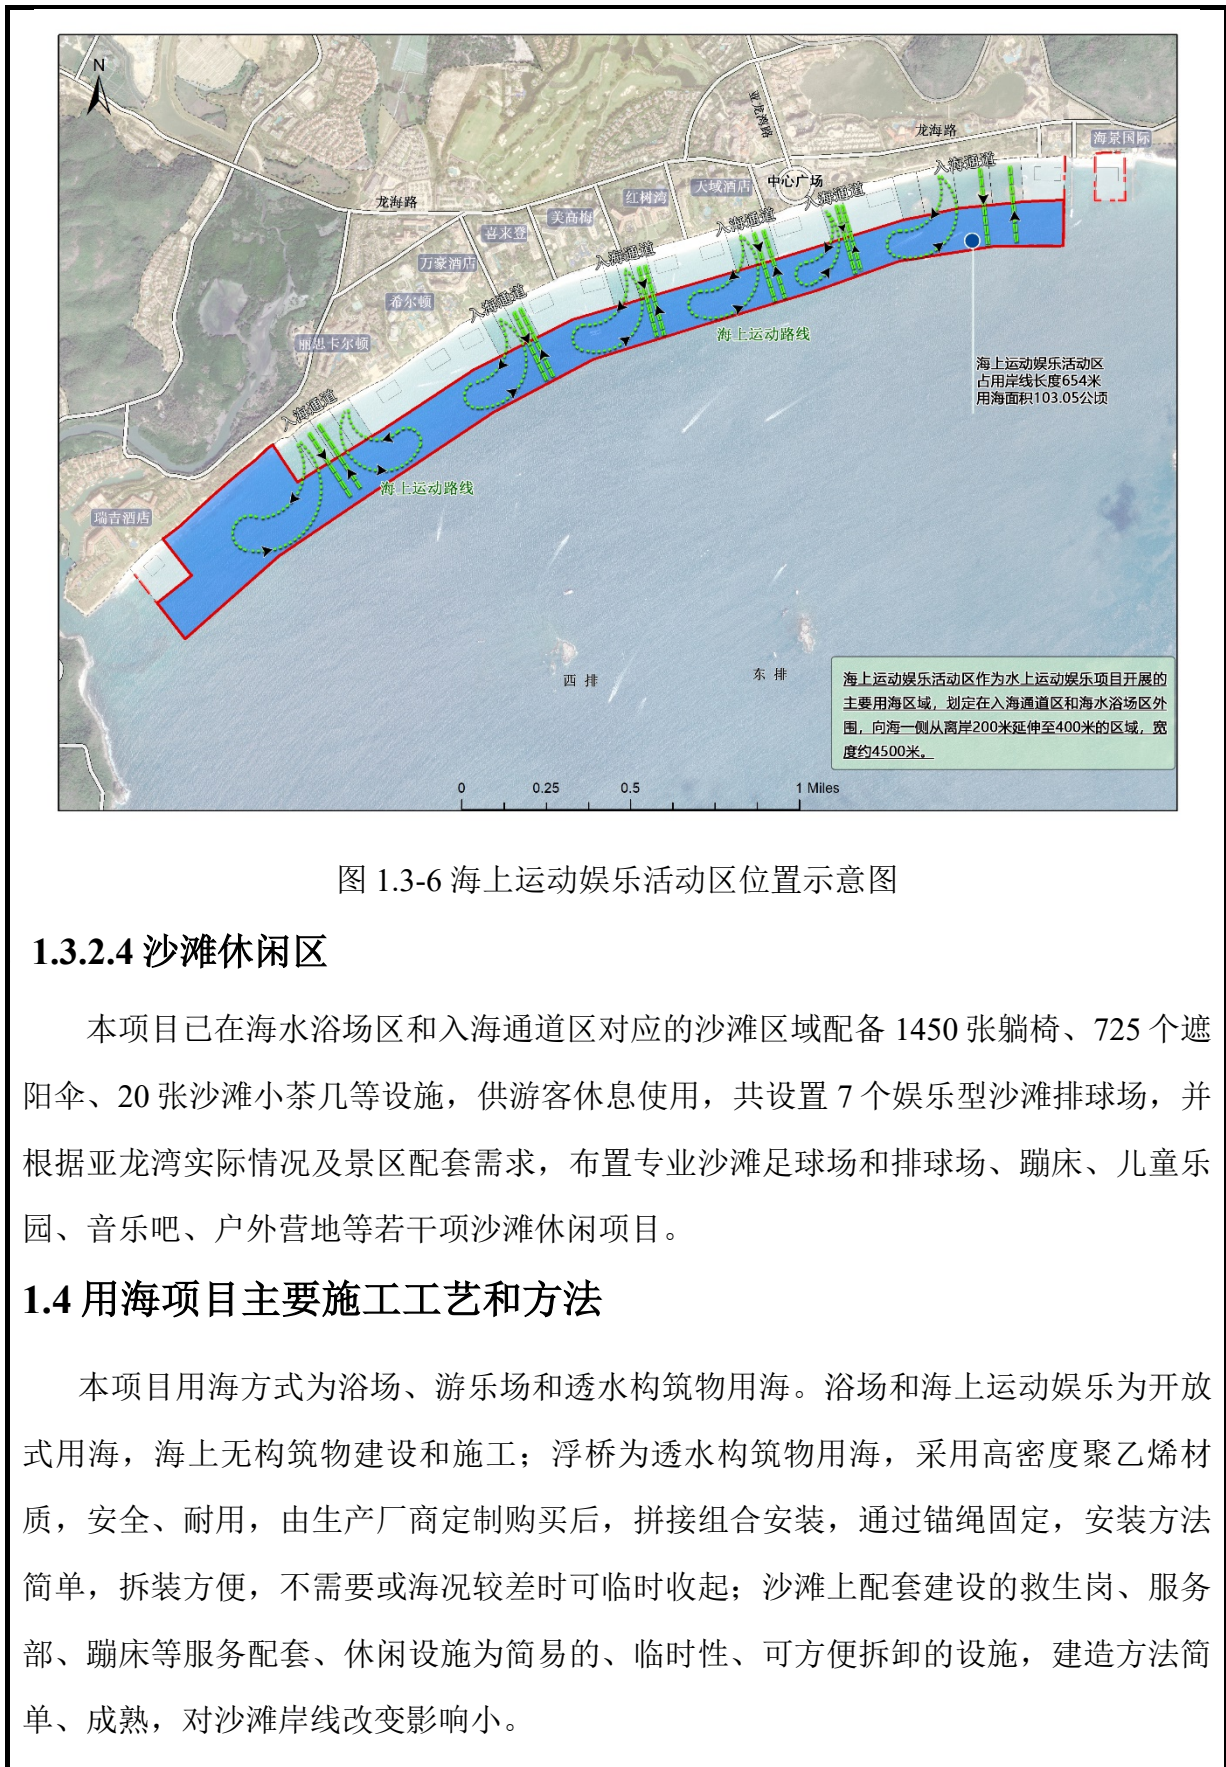 N
亚龙湾路
龙海路
海景国际
入海通道
中心广场
天域酒店
入海通道
红树湾
龙海路
美高梅
入海通道
喜来登
入海通道
万豪酒店
入海通道
希尔顿
海上运动路线
丽思卡尔顿
海上运动娱乐活动区
占用岸线长度654米
用海面积103.05公顷
入海通道
海上运动路线
瑞吉酒店
西 排
东 排
海上运动娱乐活动区作为水上运动娱乐项目开展的
主要用海区域，划定在入海通道区和海水浴场区外
围，向海一侧从离岸200米延伸至400米的区域，宽
度约4500米。
0 0.25 0.5 1 Miles
图 1.3-6 海上运动娱乐活动区位置示意图
1.3.2.4 沙滩休闲区
本项目已在海水浴场区和入海通道区对应的沙滩区域配备 1450 张躺椅、725 个遮
阳伞、20 张沙滩小茶几等设施，供游客休息使用，共设置 7 个娱乐型沙滩排球场，并
根据亚龙湾实际情况及景区配套需求，布置专业沙滩足球场和排球场、蹦床、儿童乐
园、音乐吧、户外营地等若干项沙滩休闲项目。
1.4 用海项目主要施工工艺和方法
本项目用海方式为浴场、游乐场和透水构筑物用海。浴场和海上运动娱乐为开放
式用海，海上无构筑物建设和施工；浮桥为透水构筑物用海，采用高密度聚乙烯材
质，安全、耐用，由生产厂商定制购买后，拼接组合安装，通过锚绳固定，安装方法
简单，拆装方便，不需要或海况较差时可临时收起；沙滩上配套建设的救生岗、服务
部、蹦床等服务配套、休闲设施为简易的、临时性、可方便拆卸的设施，建造方法简
单、成熟，对沙滩岸线改变影响小。